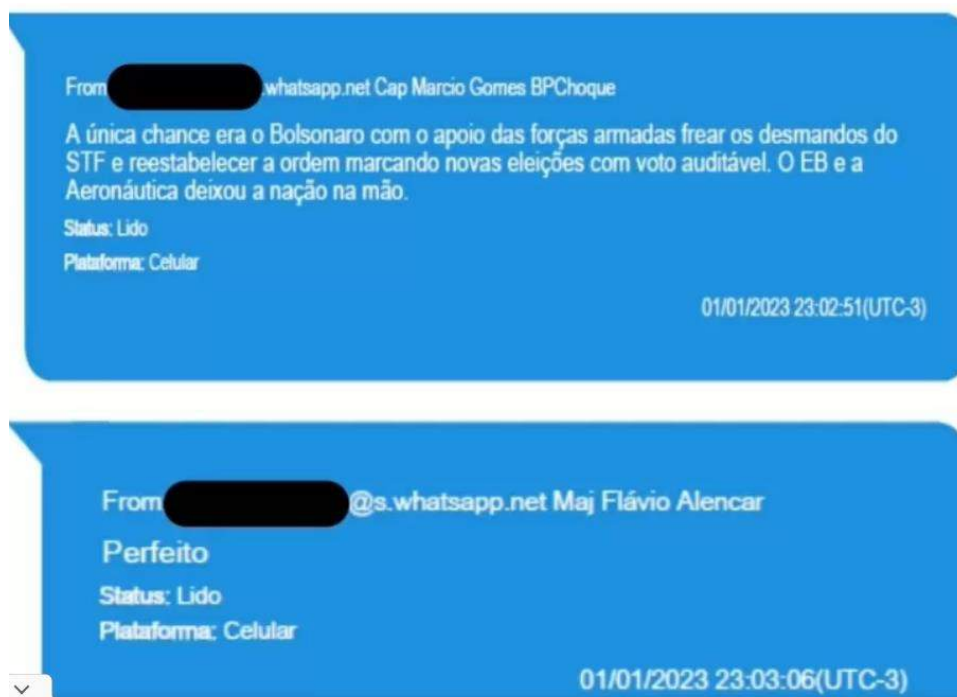 From .whatsapp.net Cap Marcio Gomes BPChoque
A única chance era o Bolsonaro com o apoio das forças armadas frear os desmandos do
STF e reestabelecer a ordem marcando novas eleições com voto auditável. O EB e a
Aeronáutica deixou a nação na mão.
Status: Lido
Plataforma: Celular
01/01/2023 23:02:51(UTC-3)
From @s.whatsapp.net Maj Flávio Alencar
Perfeito
Status: Lido
Plataforma: Celular
01/01/2023 23:03:06(UTC-3)